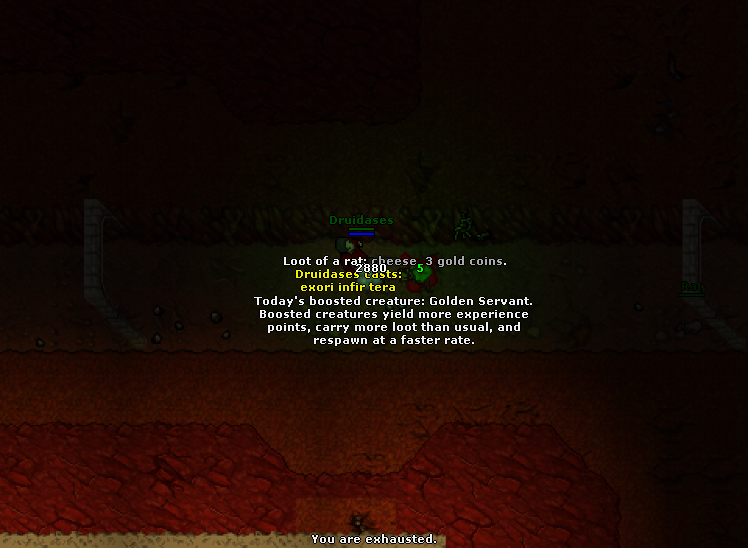 Druidases
Loot of a rat: cheese, 3 gold coins.
2880
5
Druidases casts:
exori infir tera
Rat
Today's boosted creature: Golden Servant.
Boosted creatures yield more experience
points, carry more loot than usual, and
respawn at a faster rate.
You are exhausted.